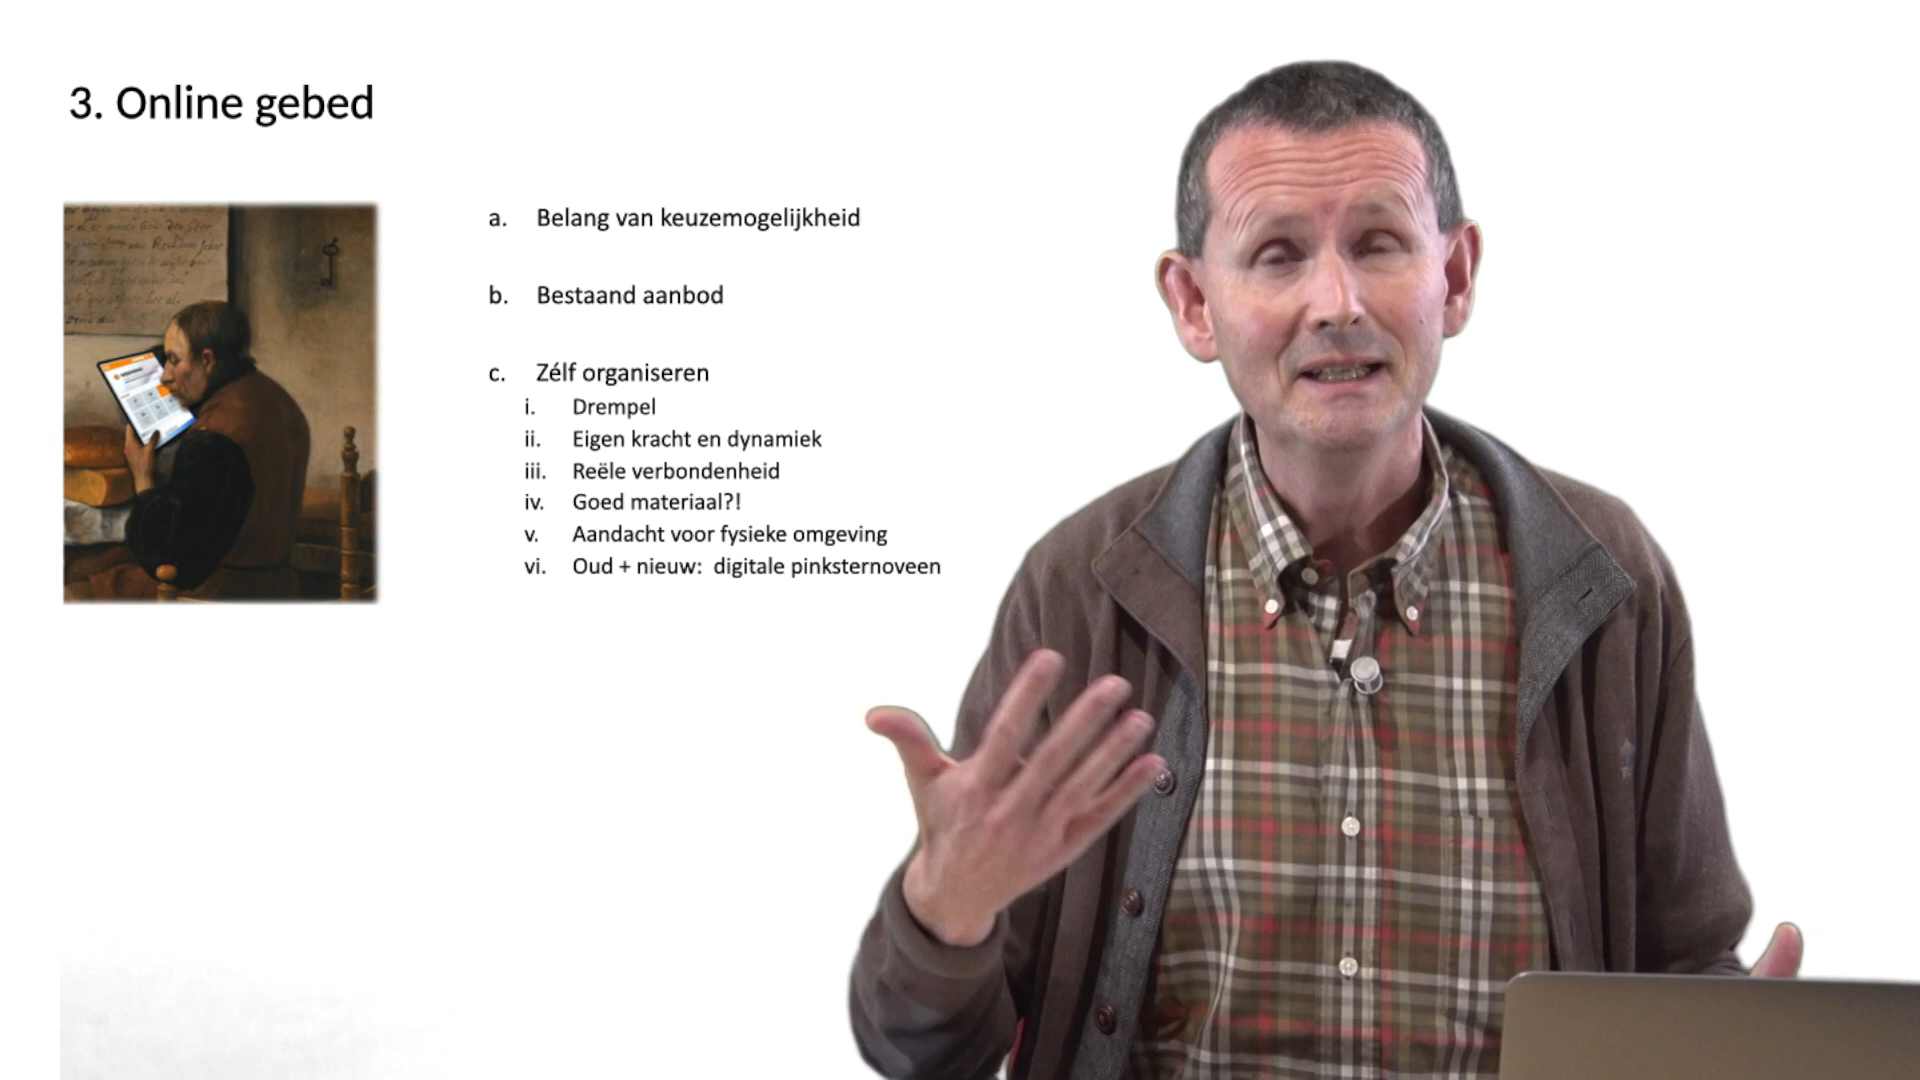 3. Online gebed
a. Belang van keuzemogelijkheid
b. Bestaand aanbod
c. Zélf organiseren
i. Drempel
ii. Eigen kracht en dynamiek
iii. Reële verbondenheid
iv. Goed materiaal?!
v. Aandacht voor fysieke omgeving
vi. Oud + nieuw: digitale pinksternoveen